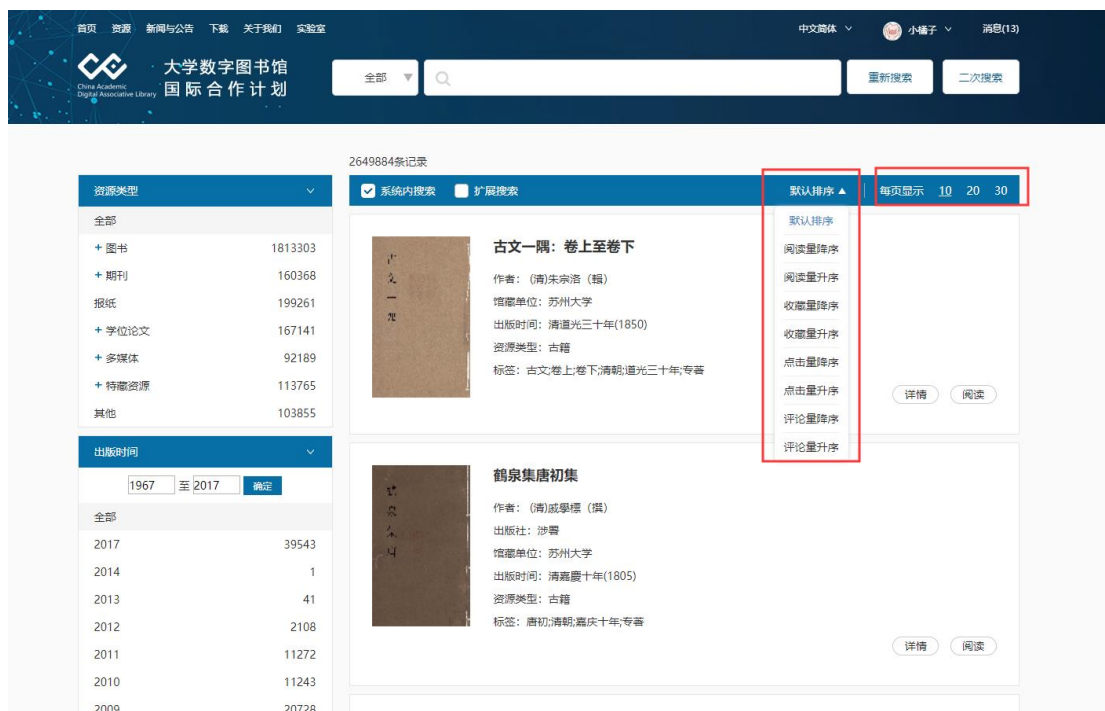 首页 资源 新闻与公告 下载 关于我们 实验室 中文简体 小橘子 消息(13)
China Academic
Digital Associative Library
大学数字图书馆
国际合作计划
全部 重新搜索 二次搜索
2649884条记录
资源类型
全部
+ 图书 1813303
+ 期刊 160368
报纸 199261
+ 学位论文 167141
+ 多媒体 92189
+ 特藏资源 113765
其他 103855
出版时间
1967 至 2017 确定
全部
2017 39543
2014 1
2013 41
2012 2108
2011 11272
2010 11243
2009 20728
系统内搜索 扩展搜索 默认排序▲ 每页显示 10 20 30
默认排序
阅读量降序
阅读量升序
收藏量降序
收藏量升序
点击量降序
点击量升序
评论量降序
评论量升序
古文一隅
古文一隅：卷上至卷下
作者： (清)朱宗洛（輯）
馆藏单位：苏州大学
出版时间：清道光三十年(1850)
资源类型：古籍
标签：古文;卷上;卷下;清朝;道光三十年;专著
详情 阅读
鹤泉集唐初集
作者： (清)戚學標（撰）
出版社：涉署
馆藏单位：苏州大学
出版时间：清嘉慶十年(1805)
资源类型：古籍
标签：唐初;清朝;嘉庆十年;专著
详情 阅读